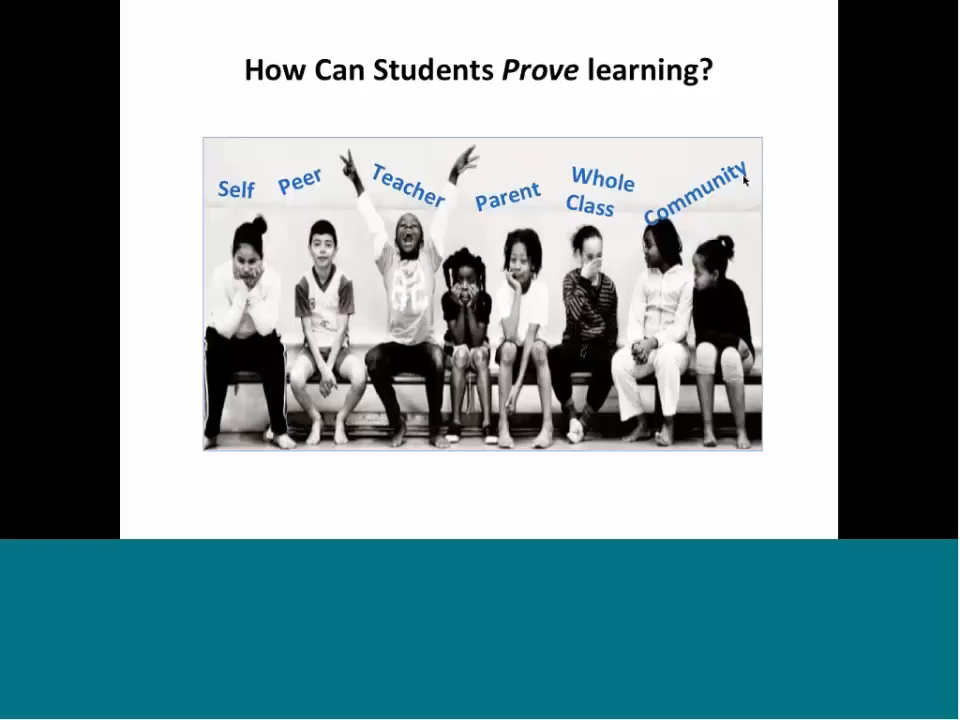 How Can Students Prove learning?
Self
Peer
Teacher
Parent
Whole
Class
Community